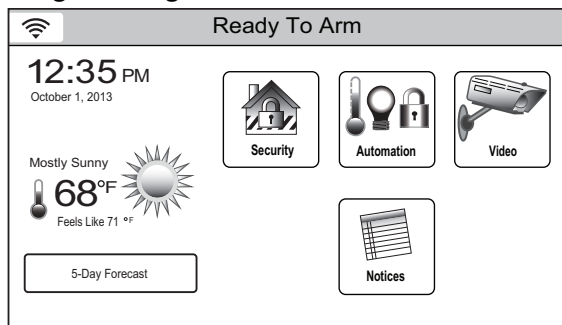 Ready To Arm
12:35 PM
October 1, 2013
Security
Automation
Video
Mostly Sunny
68°F
Feels Like 71 °F
5-Day Forecast
Notices